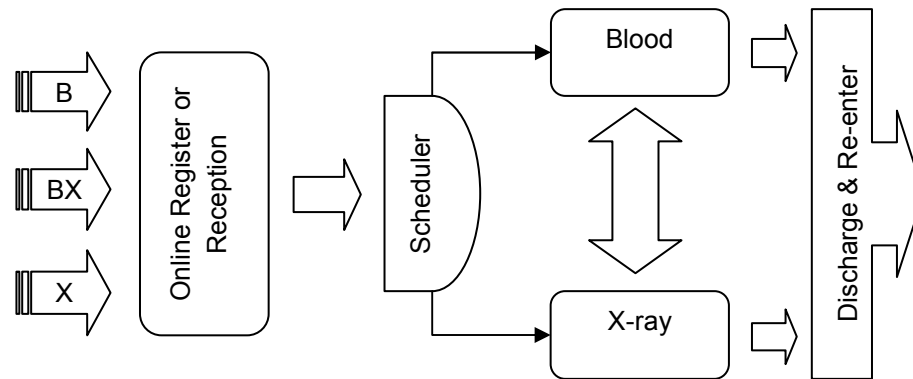 B
BX
X
Online Register or
Reception
Scheduler
Blood
X-ray
Discharge & Re-enter